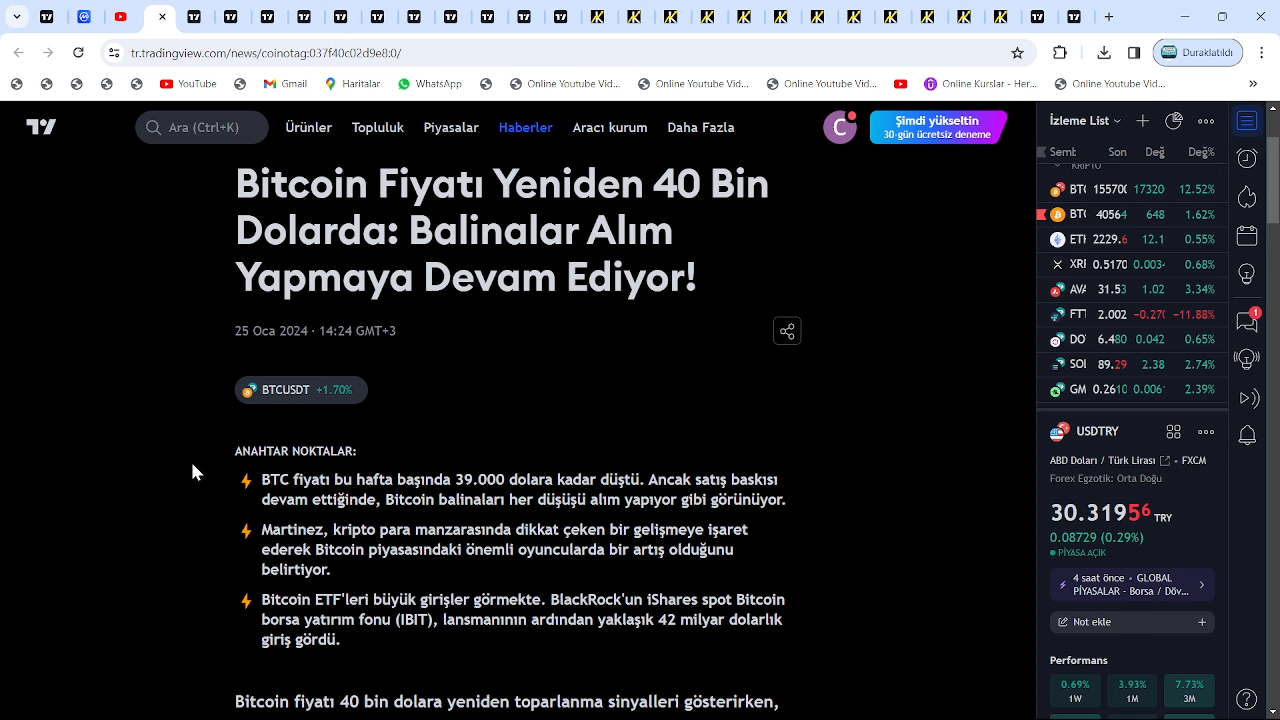 tr.tradingview.com/news/coinotag:037f40c02d9e8:0/
Duraklatıldı
YouTube
Gmail
Haritalar
WhatsApp
Online Youtube Vid...
Online Youtube Vid...
Online Youtube Vid...
Online Kurslar - Her...
Online Youtube Vid...
Ara (Ctrl+K)
Ürünler
Topluluk
Piyasalar
Haberler
Aracı kurum
Daha Fazla
C
Şimdi yükseltin
30-gün ücretsiz deneme
Bitcoin Fiyatı Yeniden 40 Bin
Dolarda: Balinalar Alım
Yapmaya Devam Ediyor!
25 Oca 2024 · 14:24 GMT+3
BTCUSDT +1.70%
ANAHTAR NOKTALAR:
BTC fiyatı bu hafta başında 39.000 dolara kadar düştü. Ancak satış baskısı
devam ettiğinde, Bitcoin balinaları her düşüşü alım yapıyor gibi görünüyor.
Martinez, kripto para manzarasında dikkat çeken bir gelişmeye işaret
ederek Bitcoin piyasasındaki önemli oyuncularda bir artış olduğunu
belirtiyor.
Bitcoin ETF'leri büyük girişler görmekte. BlackRock'un iShares spot Bitcoin
borsa yatırım fonu (IBIT), lansmanının ardından yaklaşık 42 milyar dolarlık
giriş gördü.
Bitcoin fiyatı 40 bin dolara yeniden toparlanma sinyalleri gösterirken,
İzleme List
Semb Son Değ Değ%
KRIPTO
BTC 15570( 17320 12.52%
BTC 40564 648 1.62%
ETH 2229.6 12.1 0.55%
XRI 0.5170 0.0034 0.68%
AVA 31.53 1.02 3.34%
FTT 2.002 −0.270 −11.88%
DO 6.480 0.042 0.65%
SOI 89.29 2.38 2.74%
GM 0.2610 0.0061 2.39%
USDTRY
ABD Doları / Türk Lirası • FXCM
Forex Egzotik: Orta Doğu
30.31956 TRY
0.08729 (0.29%)
PİYASA AÇIK
4 saat önce • GLOBAL
PİYASALAR - Borsa / Döv...
Not ekle
Performans
0.69% 3.93% 7.73%
1W 1M 3M
1